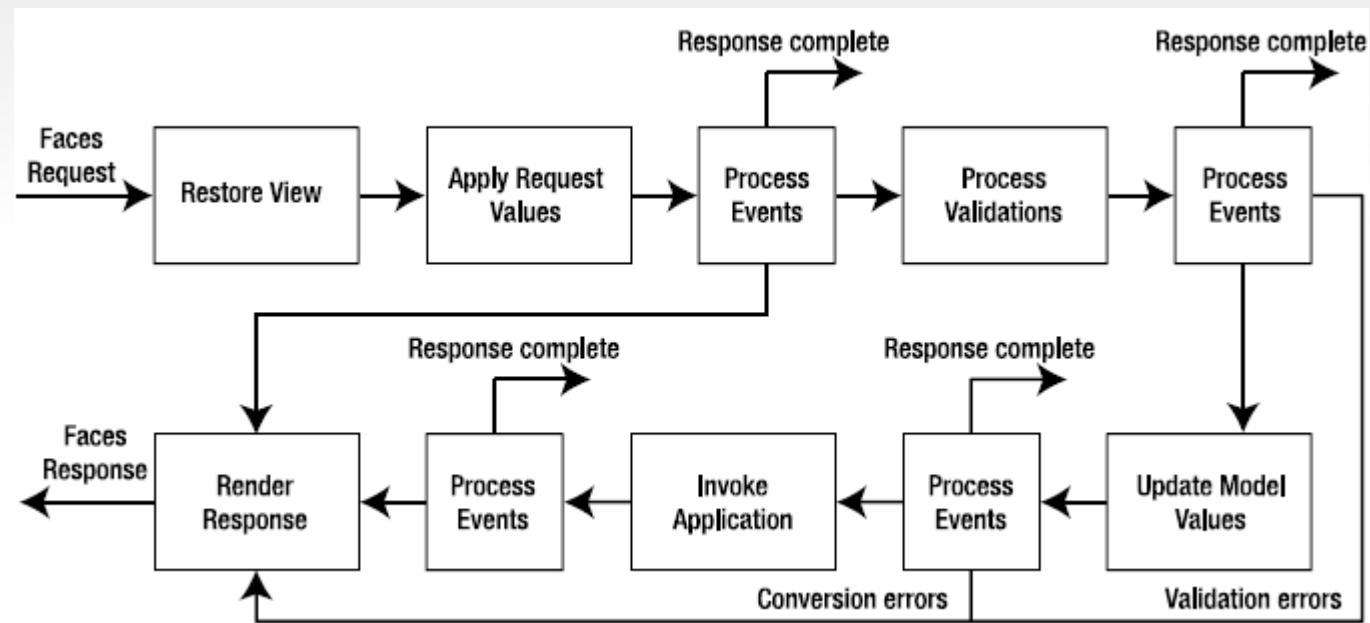 Response complete
Response complete
Faces
Request
Restore View
Apply Request
Values
Process
Events
Process
Validations
Process
Events
Response complete
Response complete
Faces
Response
Render
Response
Process
Events
Invoke
Application
Process
Events
Update Model
Values
Conversion errors
Validation errors